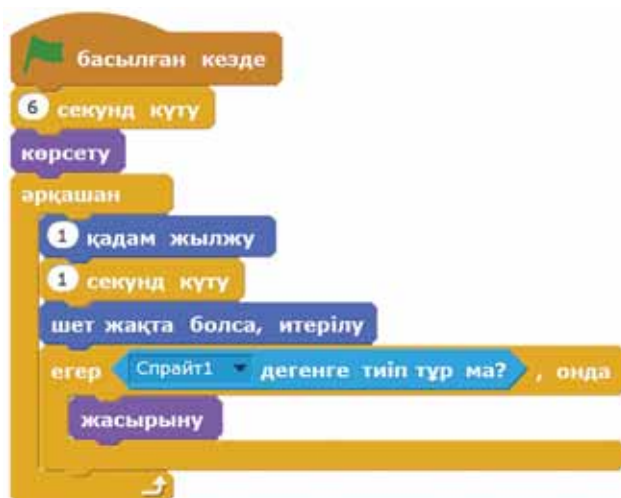 басылған кезде
6 секунд күту
көрсету
әрқашан
1 қадам жылжу
1 секунд күту
шет жақта болса, итерілу
егер Спрайт1 дегенге тиіп тұр ма? , онда
жасырыну